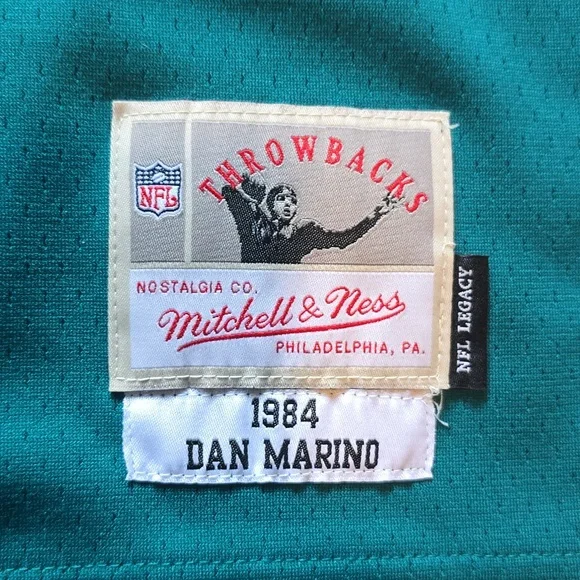 THROWBACKS
NFL
NOSTALGIA CO.
Mitchell & Ness
PHILADELPHIA, PA.
NFL LEGACY
1984
DAN MARINO